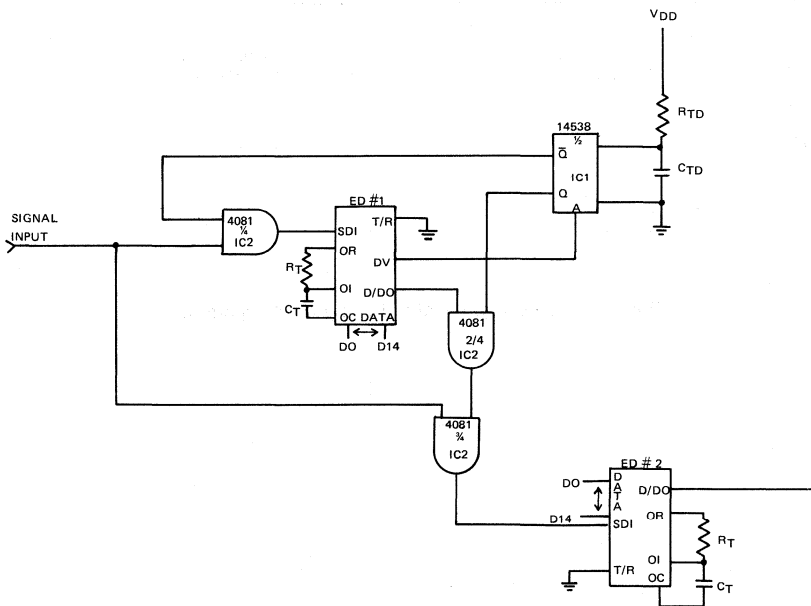 VDD
RTD
14538
½
Q̅
CTD
IC1
Q
A
SIGNAL
INPUT
4081
¼
IC2
ED #1
SDI
T/R
OR
RT
DV
OI
D/DO
CT
OC DATA
DO ↔ D14
4081
2/4
IC2
4081
¾
IC2
ED # 2
DO
DATA
D/DO
D14
OR
SDI
RT
OI
T/R
OC
CT